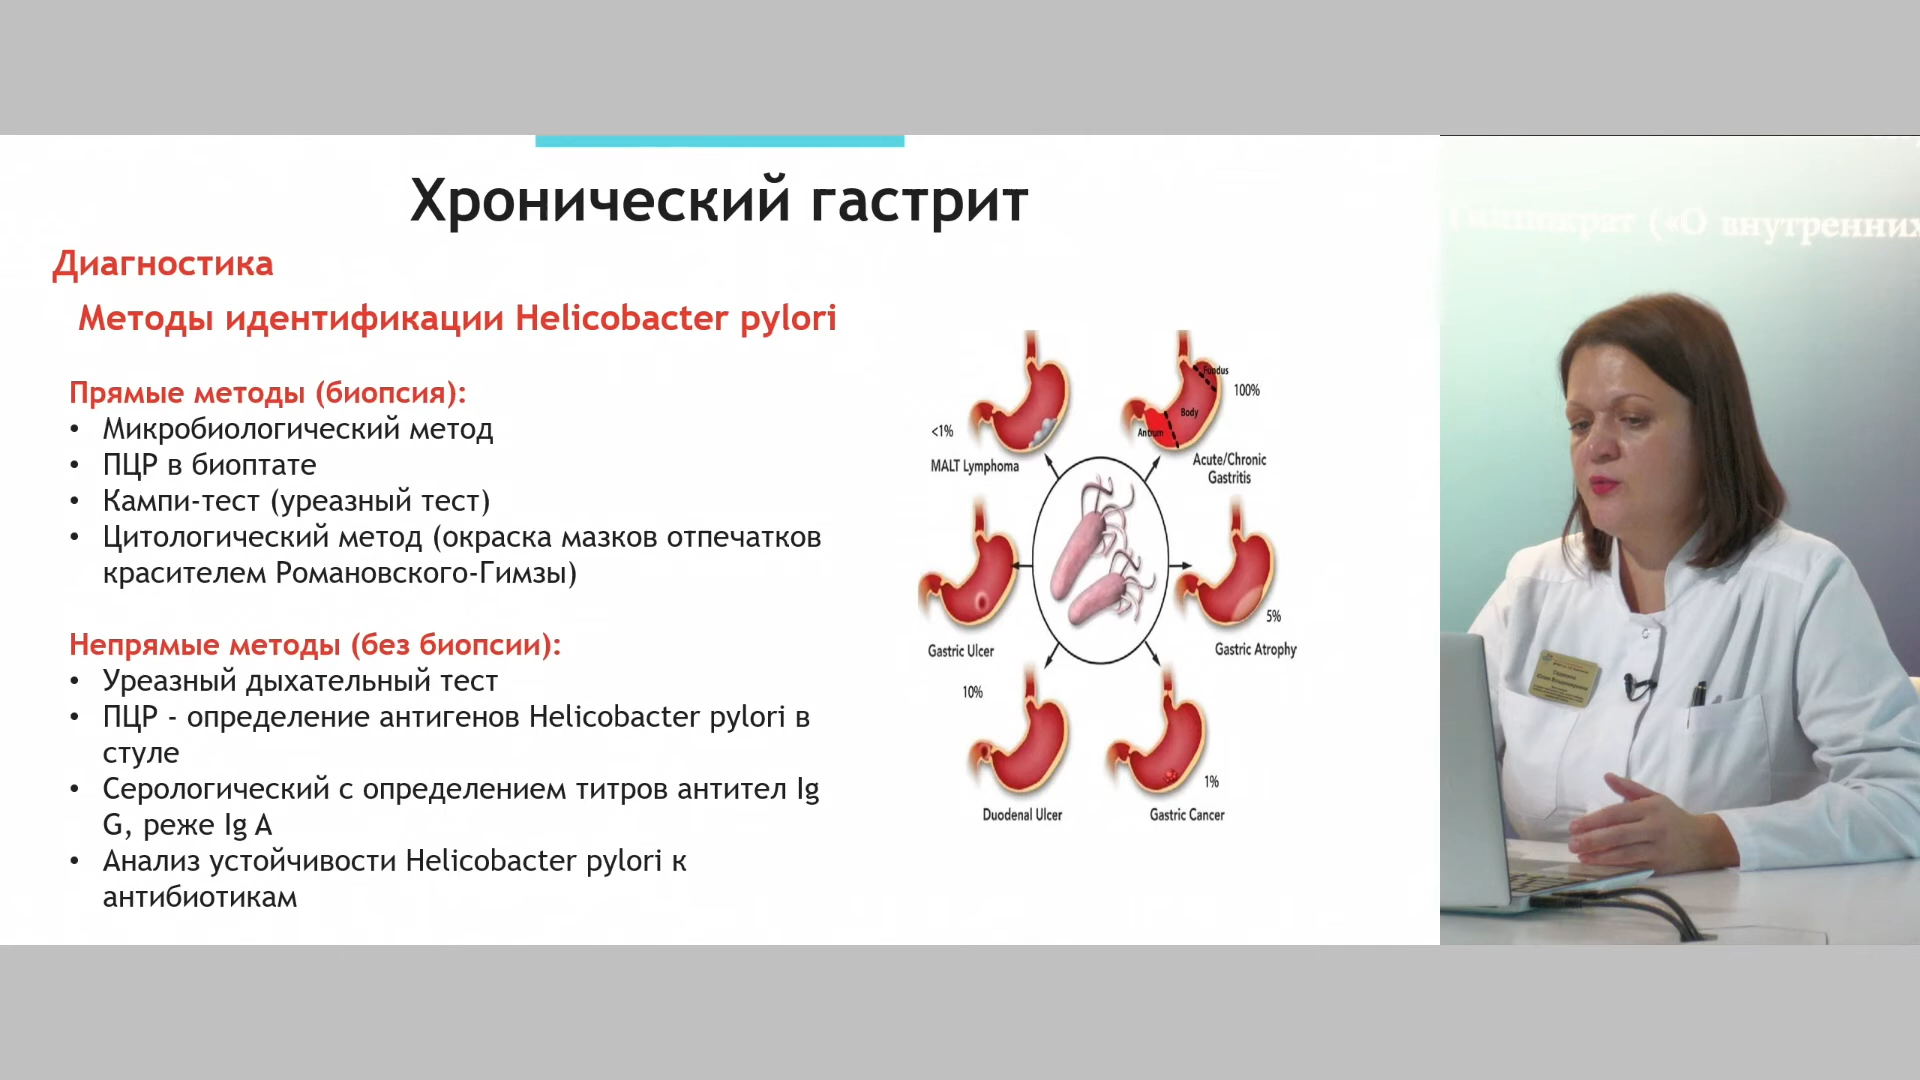 Хронический гастрит
Диагностика
Методы идентификации Helicobacter pylori
Прямые методы (биопсия):
• Микробиологический метод
• ПЦР в биоптате
• Кампи-тест (уреазный тест)
• Цитологический метод (окраска мазков отпечатков
красителем Романовского-Гимзы)
Непрямые методы (без биопсии):
• Уреазный дыхательный тест
• ПЦР - определение антигенов Helicobacter pylori в
стуле
• Серологический с определением титров антител Ig
G, реже Ig A
• Анализ устойчивости Helicobacter pylori к
антибиотикам
<1%
MALT Lymphoma
Fundus
Body
Antrum
100%
Acute/Chronic
Gastritis
Gastric Ulcer
5%
Gastric Atrophy
10%
Duodenal Ulcer
1%
Gastric Cancer
Гиппократ («О внутренних